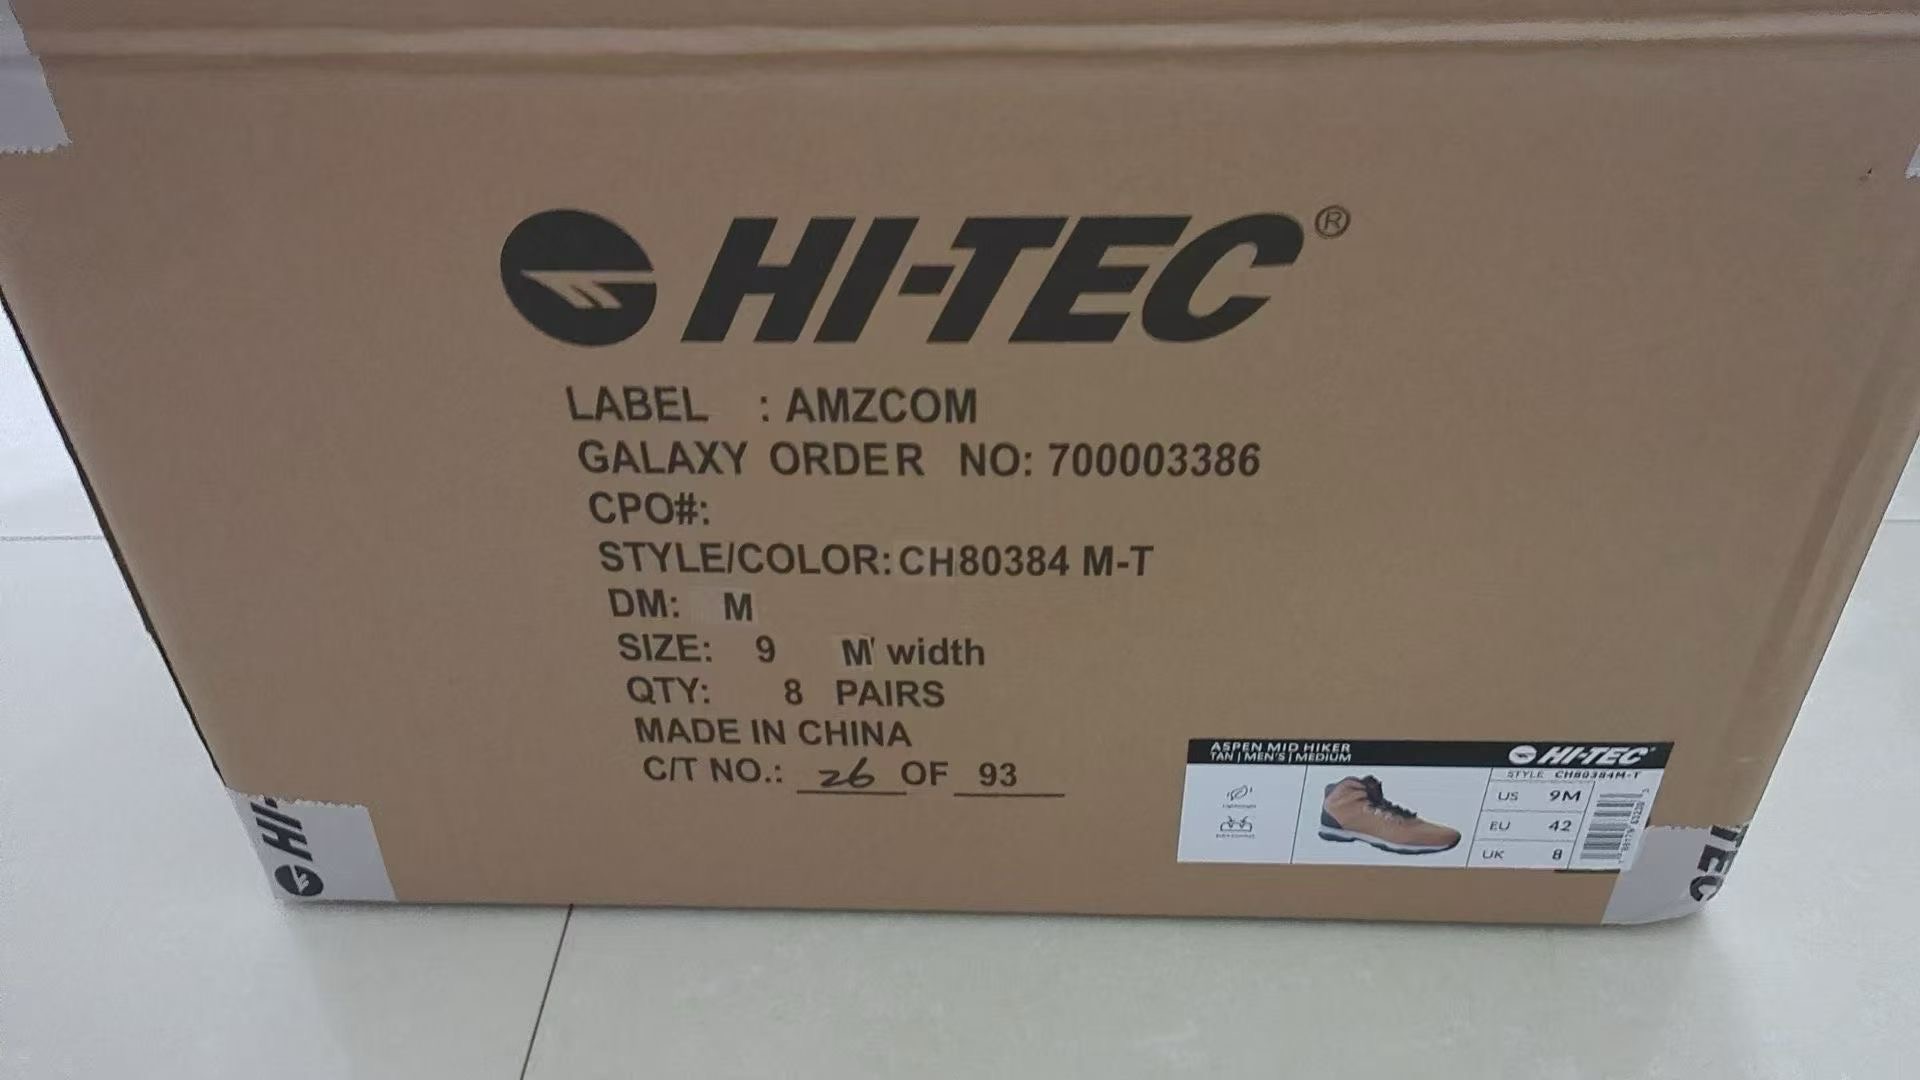 HI-TEC®
LABEL : AMZCOM
GALAXY ORDER NO: 700003386
CPO#:
STYLE/COLOR: CH80384 M-T
DM: M
SIZE: 9 M' width
QTY: 8 PAIRS
MADE IN CHINA
C/T NO.: 26 OF 93
ASPEN MID HIKER
TAN | MEN'S | MEDIUM
HI-TEC
STYLE CH80384M-T
US 9M
EU 42
UK 8
HI-
TEC